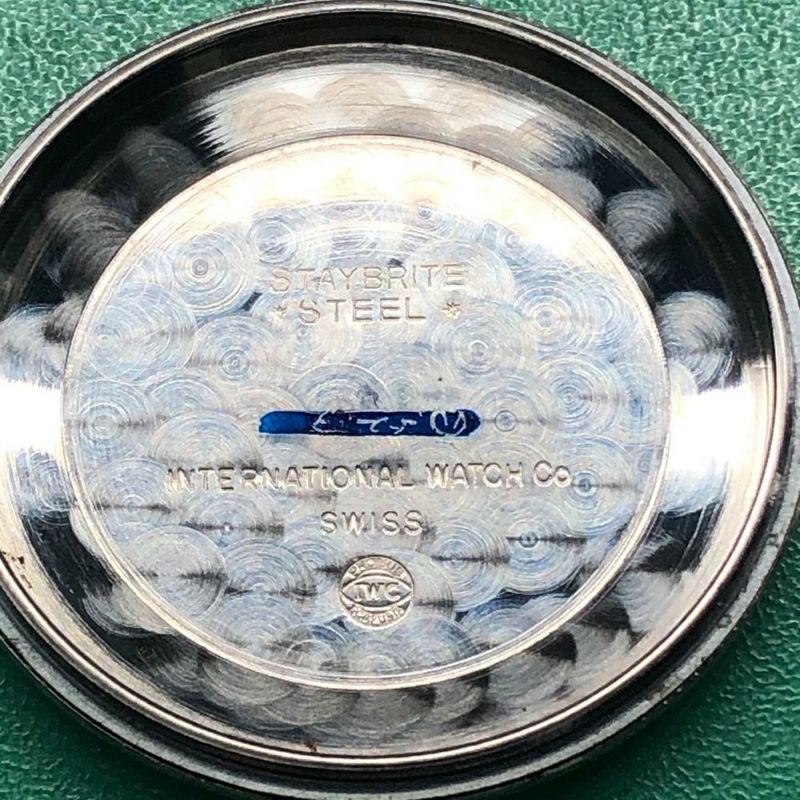 STAYBRITE
*STEEL*
INTERNATIONAL WATCH Co
SWISS
IWC